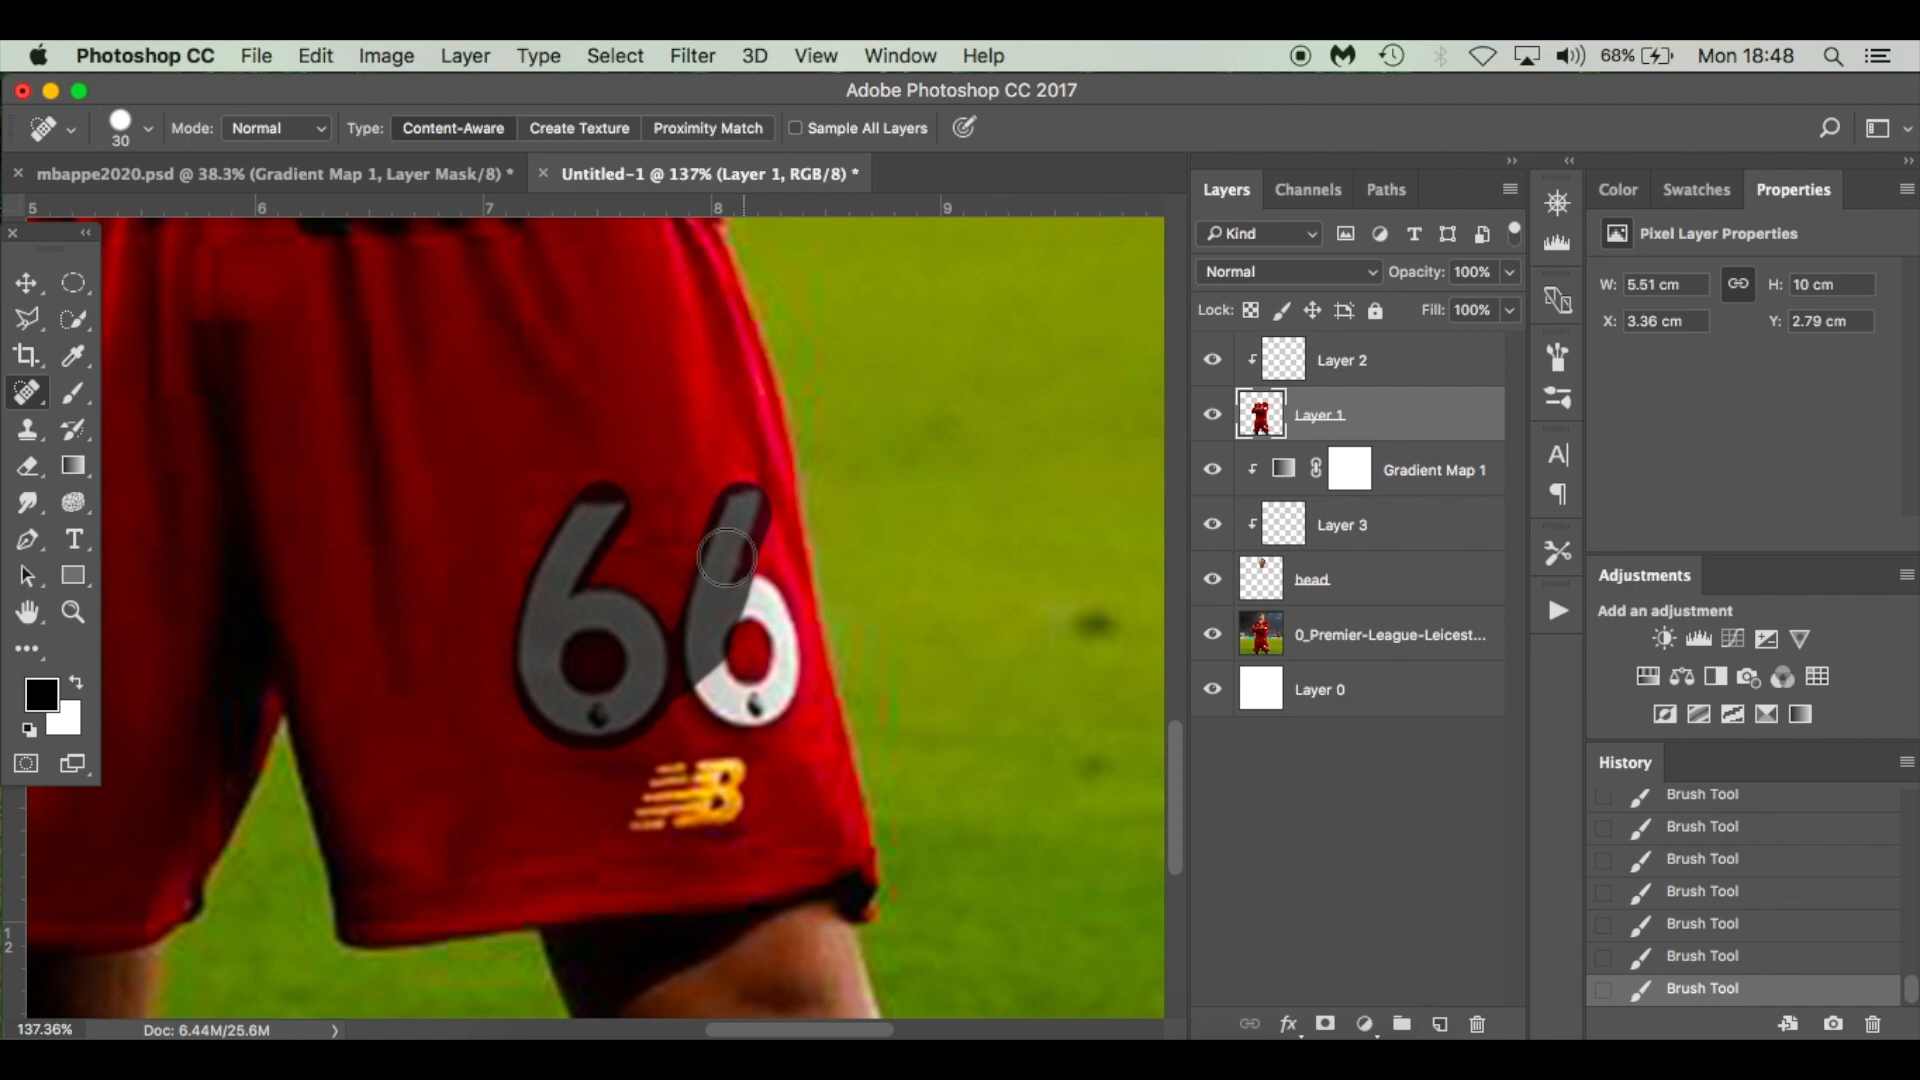 Photoshop CC File Edit Image Layer Type Select Filter 3D View Window Help 68% Mon 18:48
Adobe Photoshop CC 2017
30 Mode: Normal Type: Content-Aware Create Texture Proximity Match Sample All Layers
mbappe2020.psd @ 38.3% (Gradient Map 1, Layer Mask/8) * Untitled-1 @ 137% (Layer 1, RGB/8) *
5 6 7 8 9
Layers Channels Paths
Kind
Normal Opacity: 100%
Lock: Fill: 100%
Layer 2
Layer 1
Gradient Map 1
Layer 3
head
0_Premier-League-Leicest...
Layer 0
Color Swatches Properties
Pixel Layer Properties
W: 5.51 cm H: 10 cm
X: 3.36 cm Y: 2.79 cm
Adjustments
Add an adjustment
History
Brush Tool
Brush Tool
Brush Tool
Brush Tool
Brush Tool
Brush Tool
Brush Tool
66
NB
1
2
137.36% Doc: 6.44M/25.6M